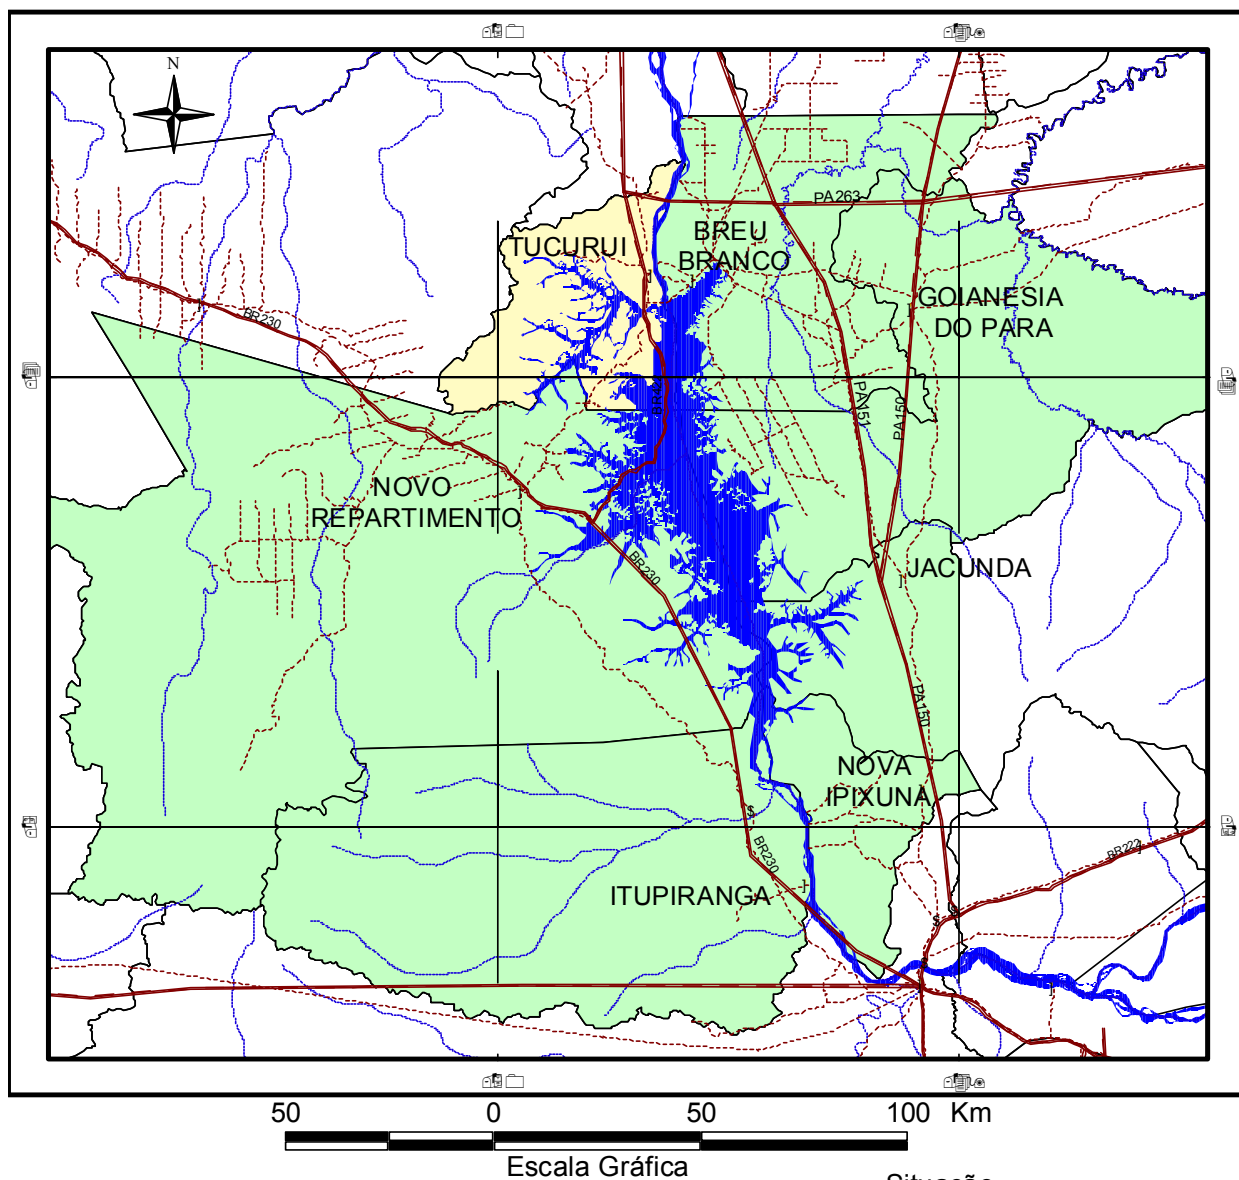 N
PA263
TUCURUI
BREU
BRANCO
GOIANESIA
DO PARA
BR230
PA151
PA150
NOVO
REPARTIMENTO
BR230
JACUNDA
PA150
NOVA
IPIXUNA
BR230
BR222
ITUPIRANGA
50 0 50 100 Km
Escala Gráfica